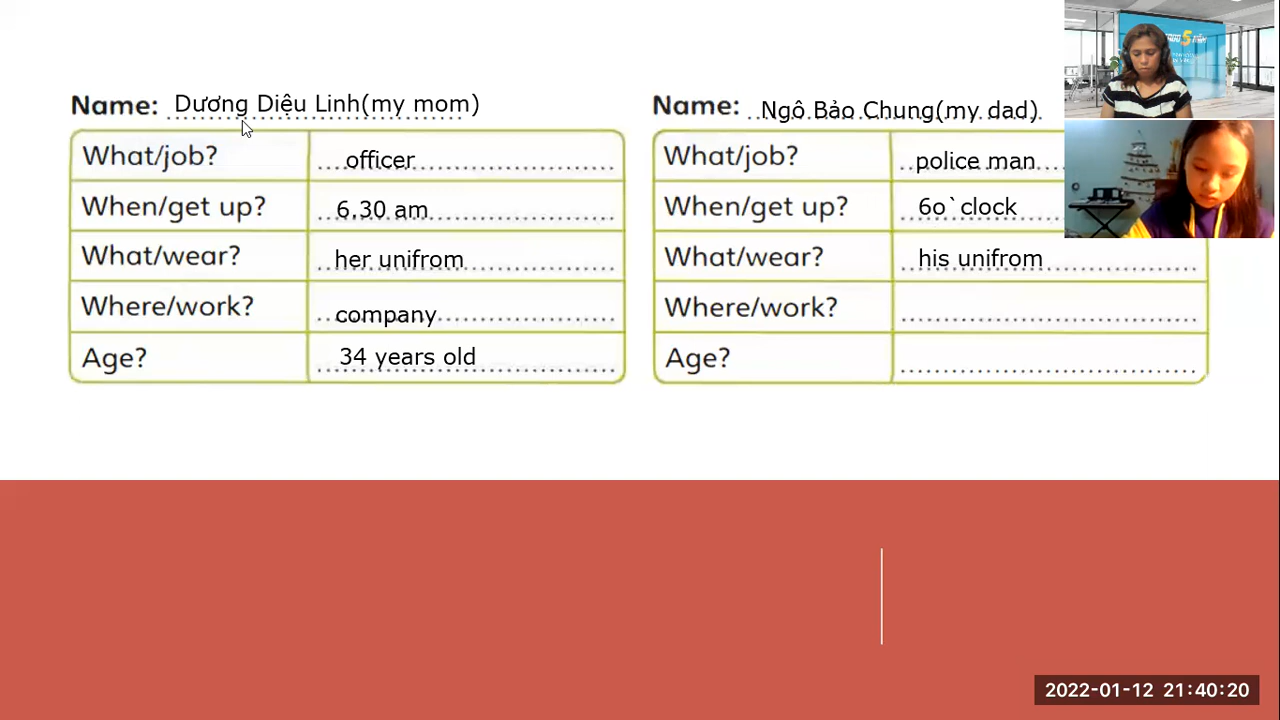 Name: Dương Diệu Linh(my mom)
What/job? officer
When/get up? 6.30 am
What/wear? her unifrom
Where/work? company
Age? 34 years old
Name: Ngô Bảo Chung(my dad)
What/job? police man
When/get up? 6o`clock
What/wear? his unifrom
Where/work?
Age?
5
2022-01-12 21:40:20